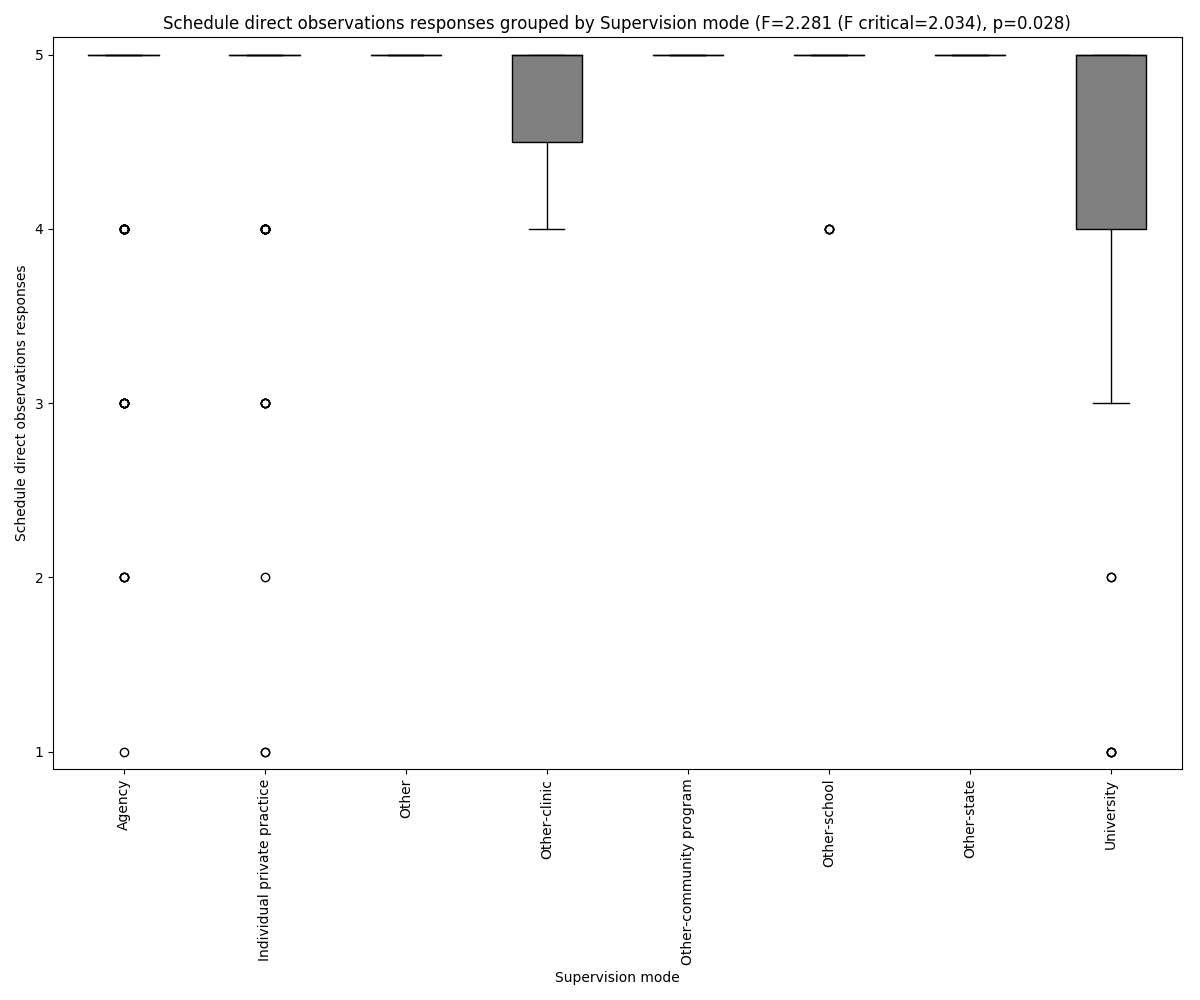 Schedule direct observations responses grouped by Supervision mode (F=2.281 (F critical=2.034), p=0.028)
Schedule direct observations responses
5
4
3
2
1
Agency
Individual private practice
Other
Other-clinic
Other-community program
Other-school
Other-state
University
Supervision mode